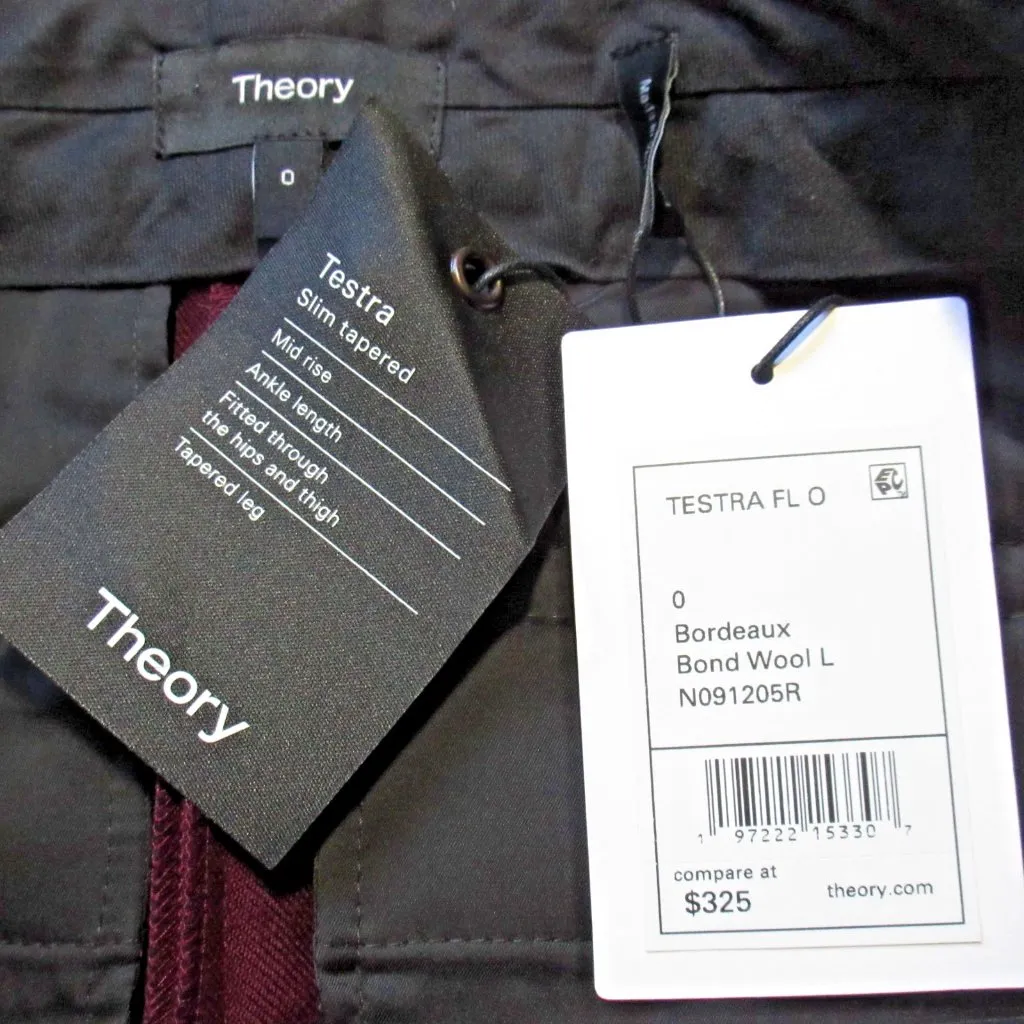 Theory
0
Testra
Slim tapered
Mid rise
Ankle length
Fitted through
the hips and thigh
Tapered leg
Theory
TESTRA FL O
EPC
0
Bordeaux
Bond Wool L
N091205R
1 97222 15330 7
compare at
$325
theory.com